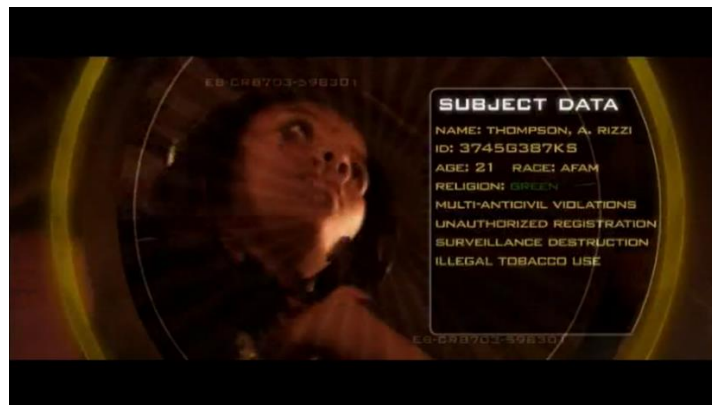 SUBJECT DATA
NAME: THOMPSON, A. RIZZI
ID: 3745G387KS
AGE: 21 RACE: AFAM
RELIGION: GREEN
MULTI-ANTICIVIL VIOLATIONS
UNAUTHORIZED REGISTRATION
SURVEILLANCE DESTRUCTION
ILLEGAL TOBACCO USE